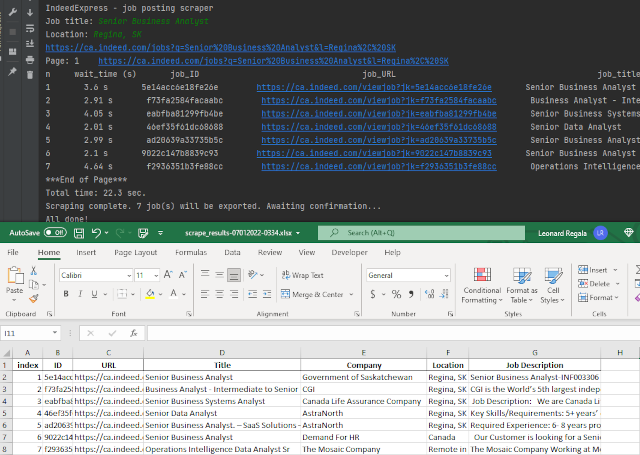 IndeedExpress - job posting scraper
Job title: Senior Business Analyst
Location: Regina, SK
https://ca.indeed.com/jobs?q=Senior%20Business%20Analyst&l=Regina%2C%20SK
Page: 1 https://ca.indeed.com/jobs?q=Senior%20Business%20Analyst&l=Regina%2C%20SK
n wait_time (s) job_ID job_URL job_title
1 3.6 s 5e14acc6e18fe26e https://ca.indeed.com/viewjob?jk=5e14acc6e18fe26e Senior Business Analyst
2 2.91 s f73fa2584facaabc https://ca.indeed.com/viewjob?jk=f73fa2584facaabc Business Analyst - Inte
3 4.05 s eabfba81299fb4be https://ca.indeed.com/viewjob?jk=eabfba81299fb4be Senior Business Systems
4 2.01 s 46ef35f61dc68688 https://ca.indeed.com/viewjob?jk=46ef35f61dc68688 Senior Data Analyst
5 2.99 s ad20639a33735b5c https://ca.indeed.com/viewjob?jk=ad20639a33735b5c Senior Business Analyst
6 2.1 s 9022c147b8839c93 https://ca.indeed.com/viewjob?jk=9022c147b8839c93 Senior Business Analyst
7 4.64 s f2936351b3fe88cc https://ca.indeed.com/viewjob?jk=f2936351b3fe88cc Operations Intelligence
***End of Page***
Total time: 22.3 sec.
Scraping complete. 7 job(s) will be exported. Awaiting confirmation...
All done!
AutoSave Off scrape_results-07012022-0334.xlsx Search (Alt+Q) Leonard Regala LR
File Home Insert Page Layout Formulas Data Review View Developer Help
Paste Calibri 11 A A Wrap Text General Conditional Formatting Format as Table Cell Styles Insert
B I U A Merge & Center $ % , Delete
Format
Clipboard Font Alignment Number Styles Cells
I11 fx
A B C D E F G H
1 index ID URL Title Company Location Job Description
2 1 5e14acc https://ca.indeed. Senior Business Analyst Government of Saskatchewan Regina, SK Senior Business Analyst-INF003306
3 2 f73fa25 https://ca.indeed. Business Analyst - Intermediate to Senior CGI Regina, SK CGI is the World's 5th largest indep
4 3 eabfba https://ca.indeed. Senior Business Systems Analyst Canada Life Assurance Company Regina, SK Job Description: We are Canada Li
5 4 46ef35f https://ca.indeed. Senior Data Analyst AstraNorth Regina, SK Key Skills/Requirements: 5+ years'
6 5 ad2063 https://ca.indeed. Senior Business Analyst. – SaaS Solutions - AstraNorth Regina, SK Required Experience: 6- 8 years pro
7 6 9022c14 https://ca.indeed. Senior Business Analyst Demand For HR Canada Our Customer is looking for a Seni
8 7 f293635 https://ca.indeed. Operations Intelligence Data Analyst Sr The Mosaic Company Remote in The Mosaic Company Working at M